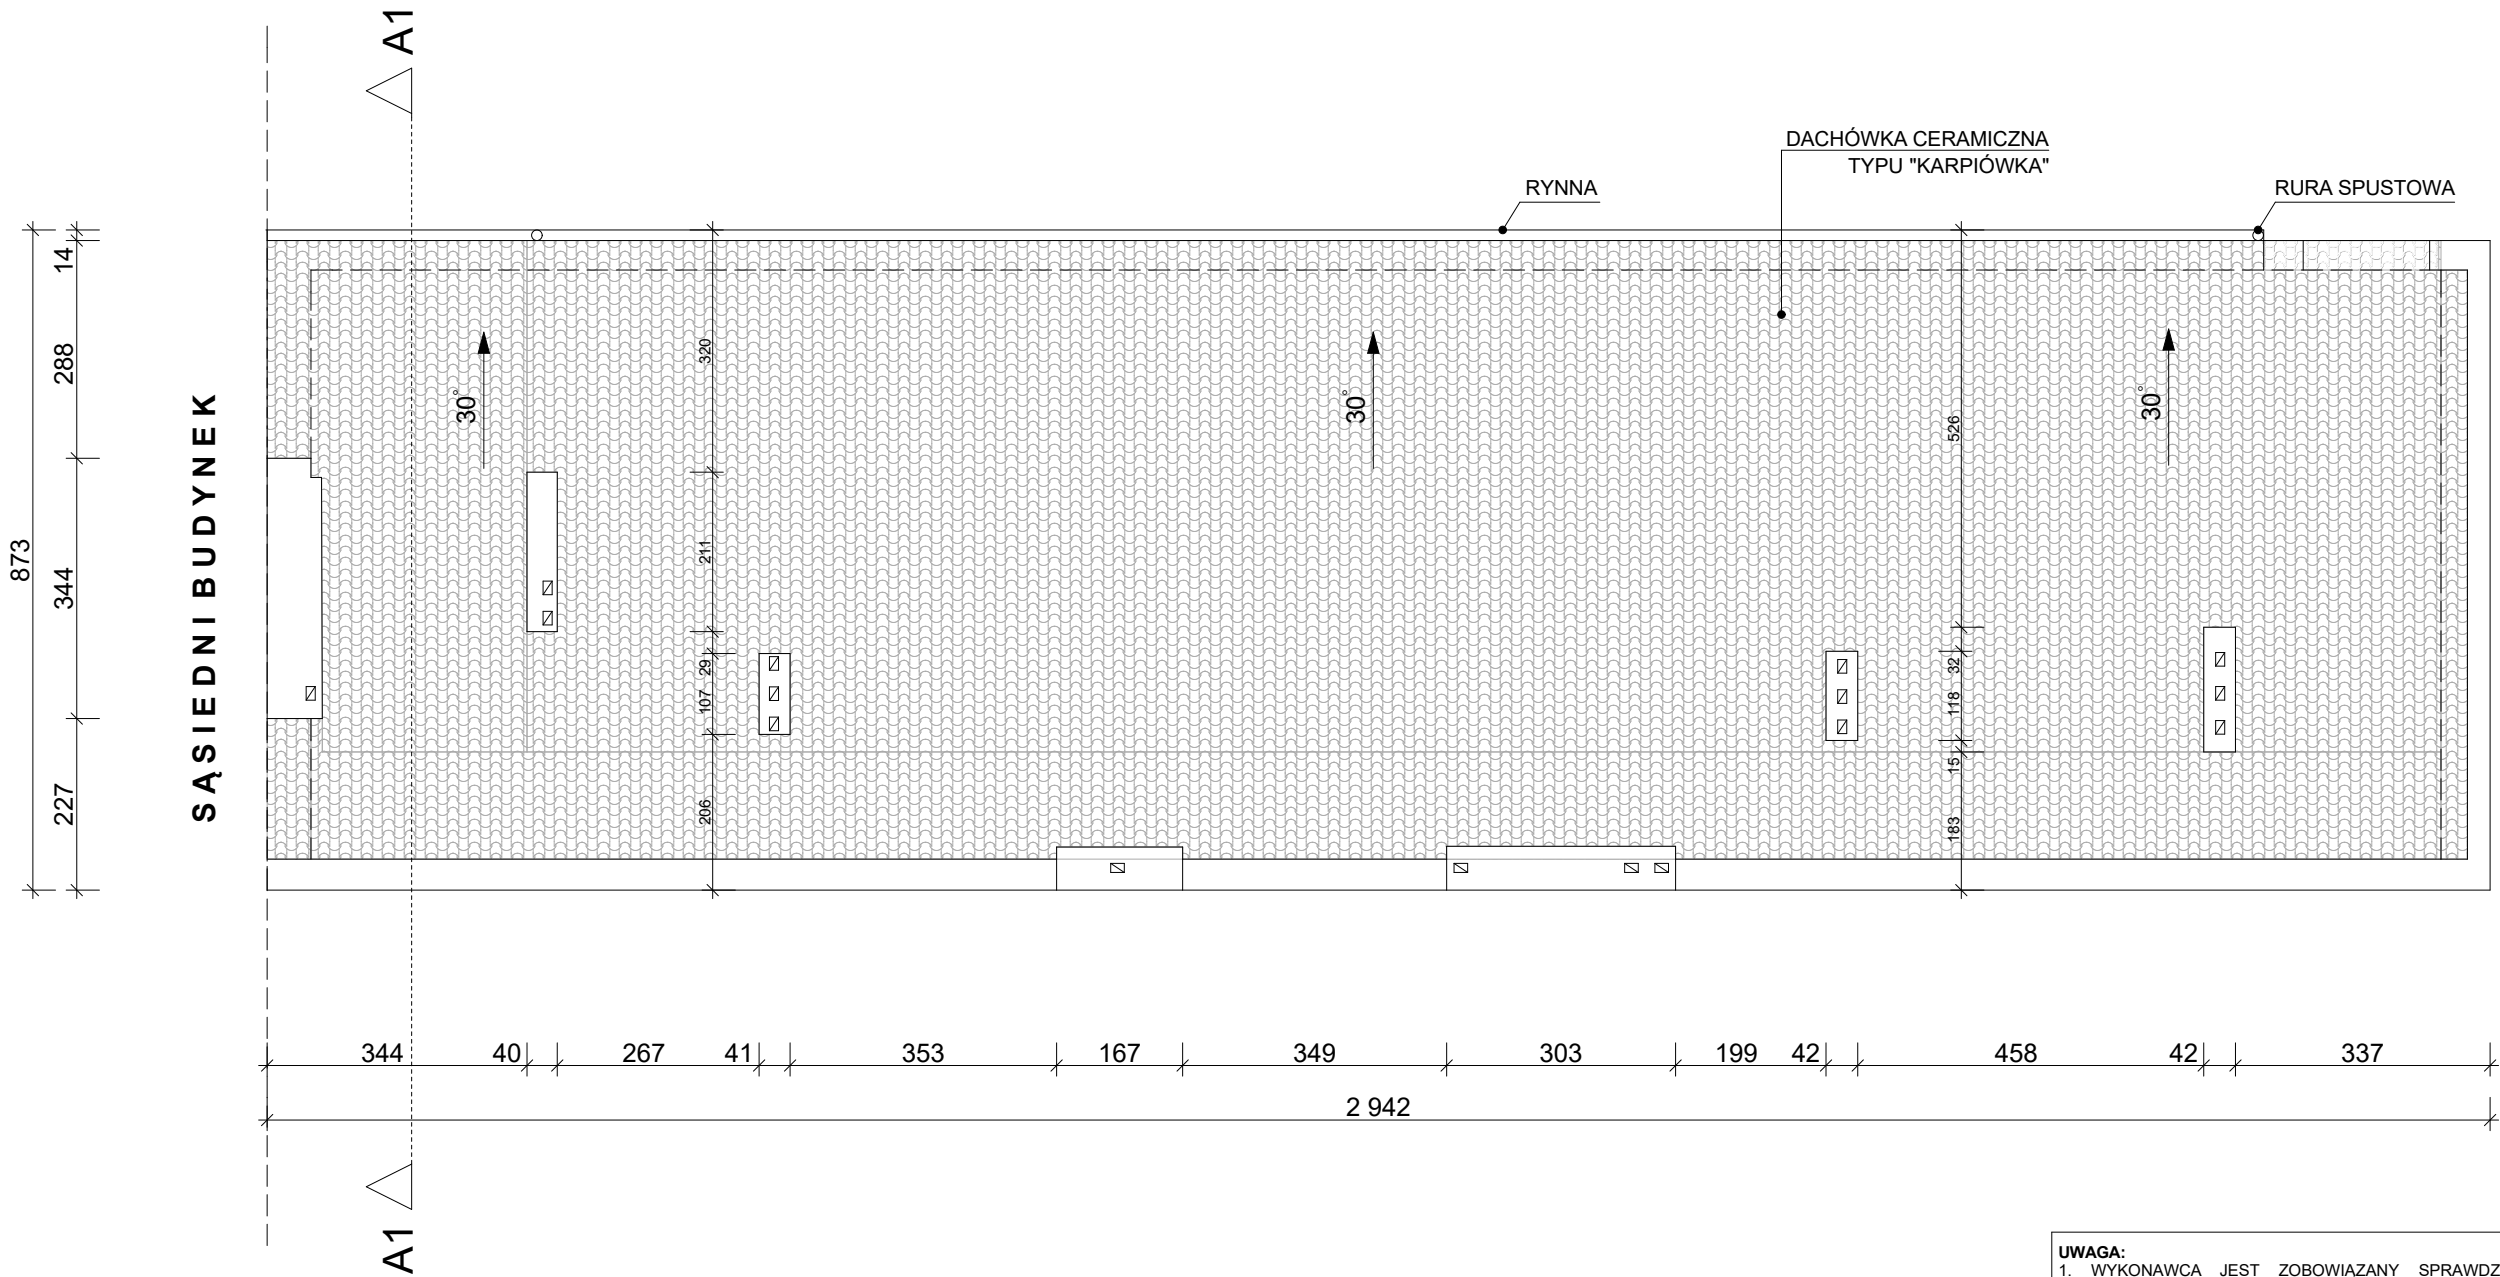 A1
DACHÓWKA CERAMICZNA
TYPU "KARPIÓWKA"
RYNNA
RURA SPUSTOWA
14
288
344
227
873
SĄSIEDNI BUDYNEK
30°
30°
30°
320
211
29
107
206
526
32
118
15
183
344 40 267 41 353 167 349 303 199 42 458 42 337
2 942
A1
UWAGA:
1. WYKONAWCA JEST ZOBOWIĄZANY SPRAWDZ